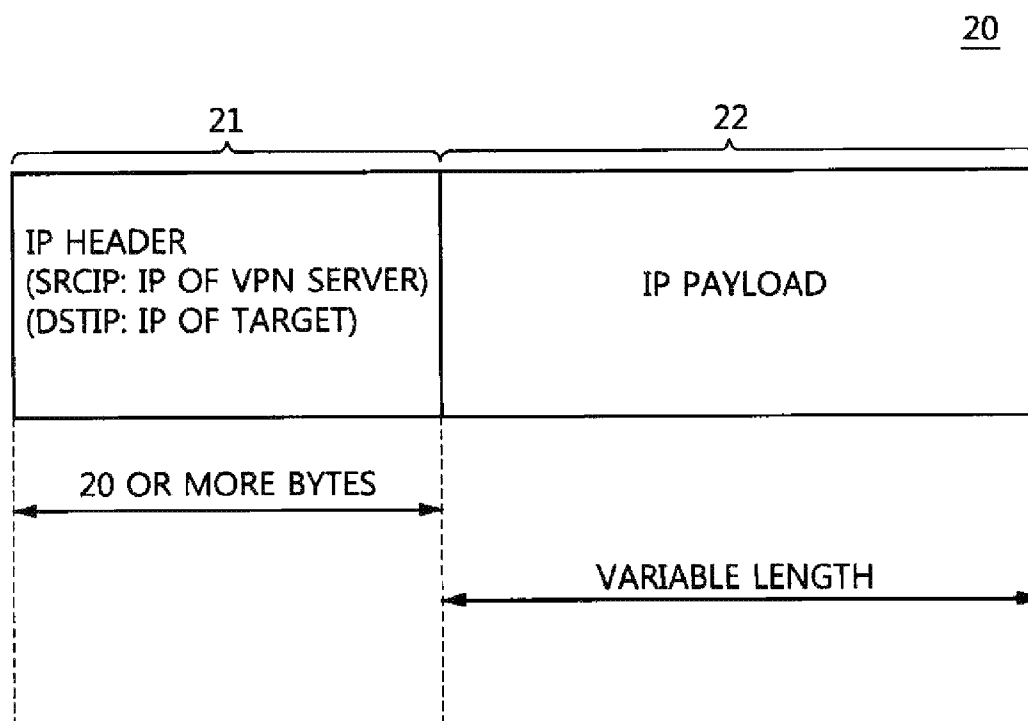 20
21
22
IP HEADER
(SRCIP: IP OF VPN SERVER)
(DSTIP: IP OF TARGET)
IP PAYLOAD
20 OR MORE BYTES
VARIABLE LENGTH